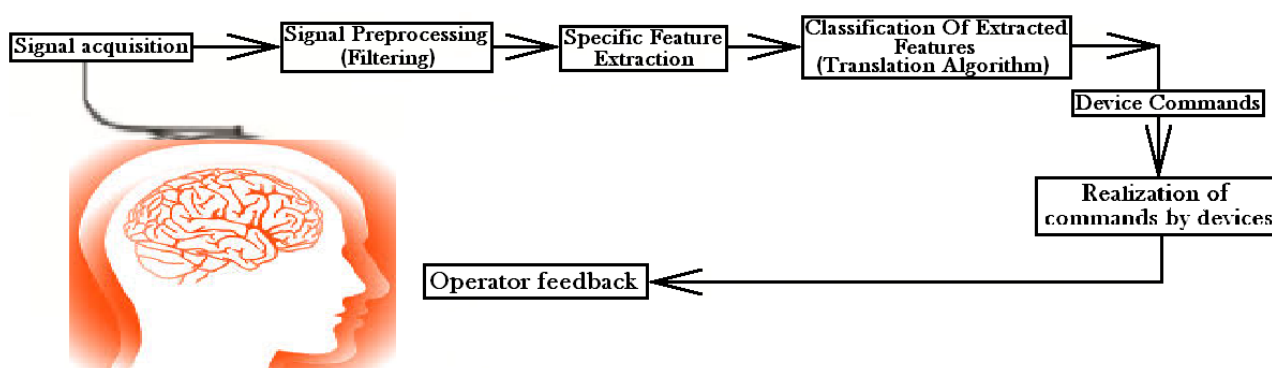 Signal acquisition
Signal Preprocessing
(Filtering)
Specific Feature
Extraction
Classification Of Extracted
Features
(Translation Algorithm)
Device Commands
Realization of
commands by devices
Operator feedback